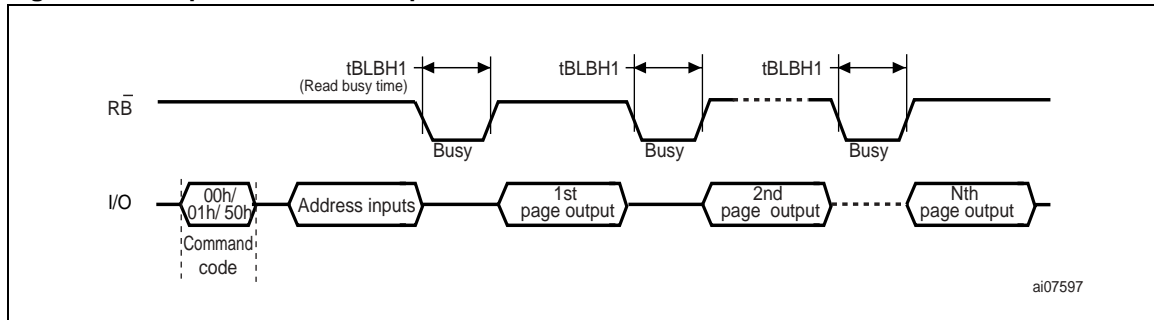 tBLBH1
(Read busy time)
tBLBH1
tBLBH1
RB̅
Busy
Busy
Busy
I/O
00h/
01h/ 50h
Address inputs
1st
page output
2nd
page output
Nth
page output
Command
code
ai07597